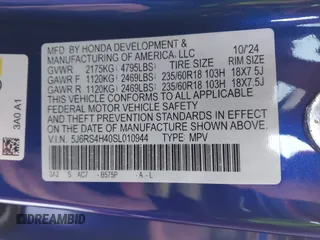 MFD BY HONDA DEVELOPMENT & 10/'24
MANUFACTURING OF AMERICA, LLC
GVWR 2175KG (4795LBS) TIRE SIZE RIM SIZE
GAWR F 1120KG (2469LBS) 235/60R18 103H 18X7.5J
GAWR R 1120KG (2469LBS) 235/60R18 103H 18X7.5J
THIS VEHICLE CONFORMS TO ALL APPLICABLE
FEDERAL MOTOR VEHICLE SAFETY AND
THEFT PREVENTION STANDARDS IN EFFECT ON
THE DATE OF MANUFACTURE SHOWN ABOVE.
V.I.N. 5J6RS4H40SL010944 TYPE MPV
3A2 S AC7 - B575P - A - L
3A0 A1
DREAMBID